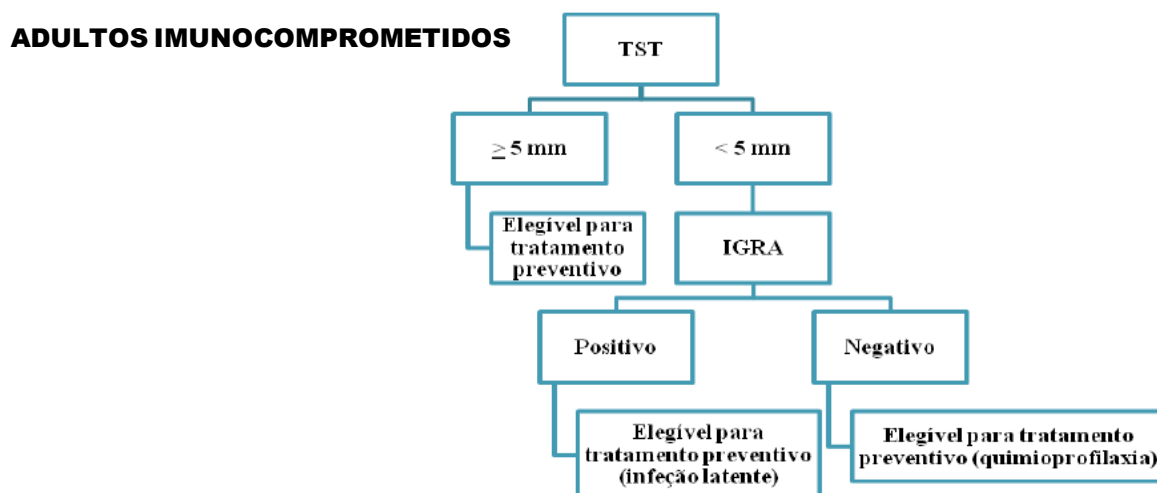 ADULTOS IMUNOCOMPROMETIDOS
TST
≥ 5 mm
< 5 mm
Elegível para
tratamento
preventivo
IGRA
Positivo
Negativo
Elegível para
tratamento preventivo
(infeção latente)
Elegível para tratamento
preventivo (quimioprofilaxia)